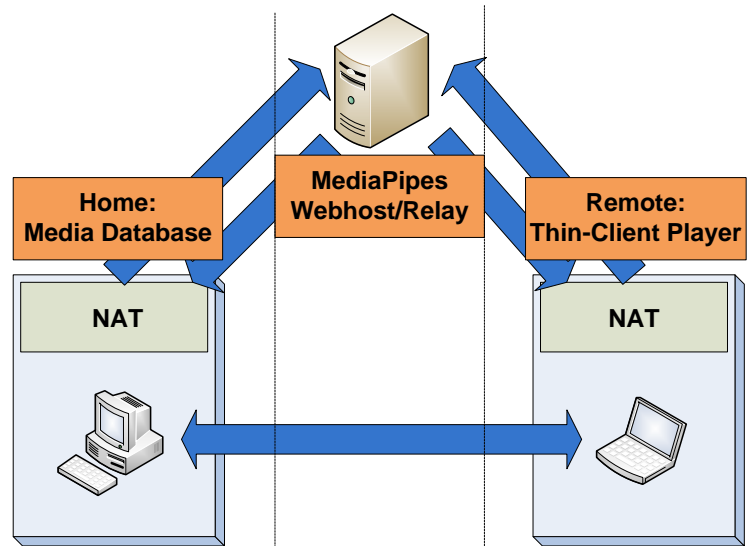 Home:
Media Database
MediaPipes
Webhost/Relay
Remote:
Thin-Client Player
NAT
NAT